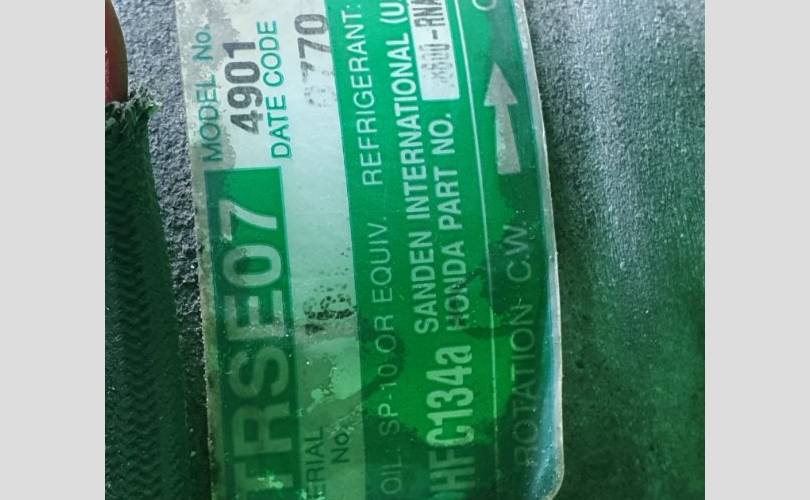 TRSE07
MODEL No.
4901
DATE CODE
ERIAL
No.
OIL. SP-10 OR EQUIV. REFRIGERANT:
HFC134a
SANDEN INTERNATIONAL (U.
HONDA PART NO.
ROTATION C.W.